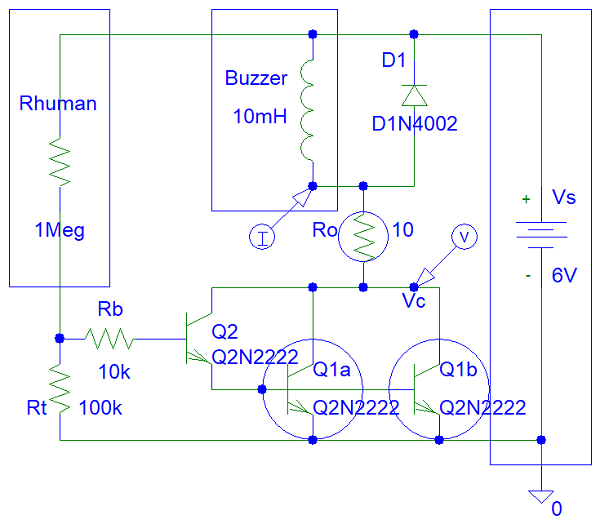 Rhuman
1Meg
Buzzer
10mH
D1
D1N4002
+
Vs
-
6V
I
Ro
10
V
Vc
Rb
10k
Rt
100k
Q2
Q2N2222
Q1a
Q2N2222
Q1b
Q2N2222
0